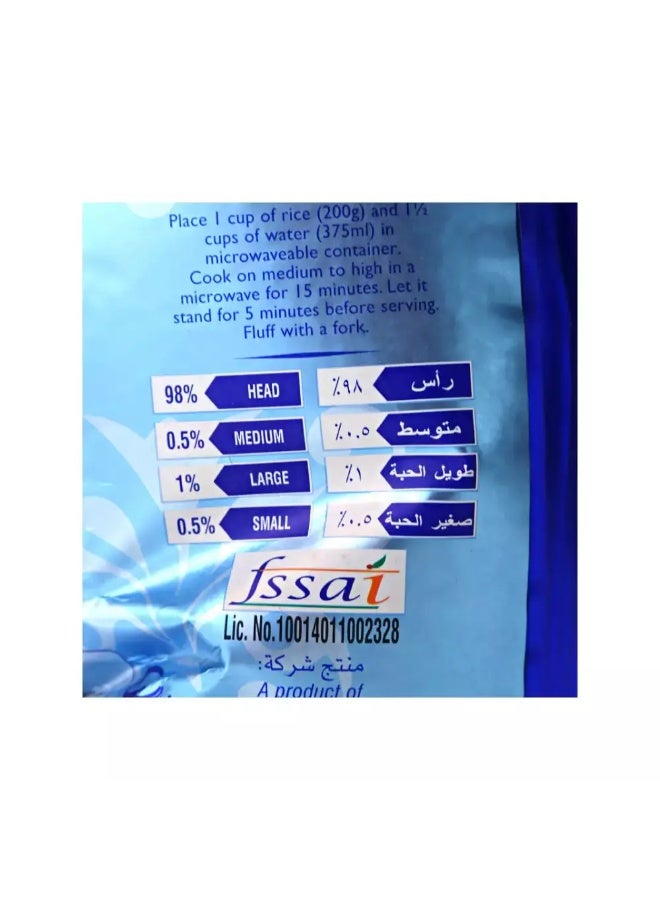 Place 1 cup of rice (200g) and 1½
cups of water (375ml) in
microwaveable container.
Cook on medium to high in a
microwave for 15 minutes. Let it
stand for 5 minutes before serving.
Fluff with a fork.
98% HEAD ٪٩٨ رأس
0.5% MEDIUM ٪٠.٥ متوسط
1% LARGE ٪١ طويل الحبة
0.5% SMALL ٪٠.٥ صغير الحبة
fssai
Lic. No.10014011002328
منتج شركة:
A product of